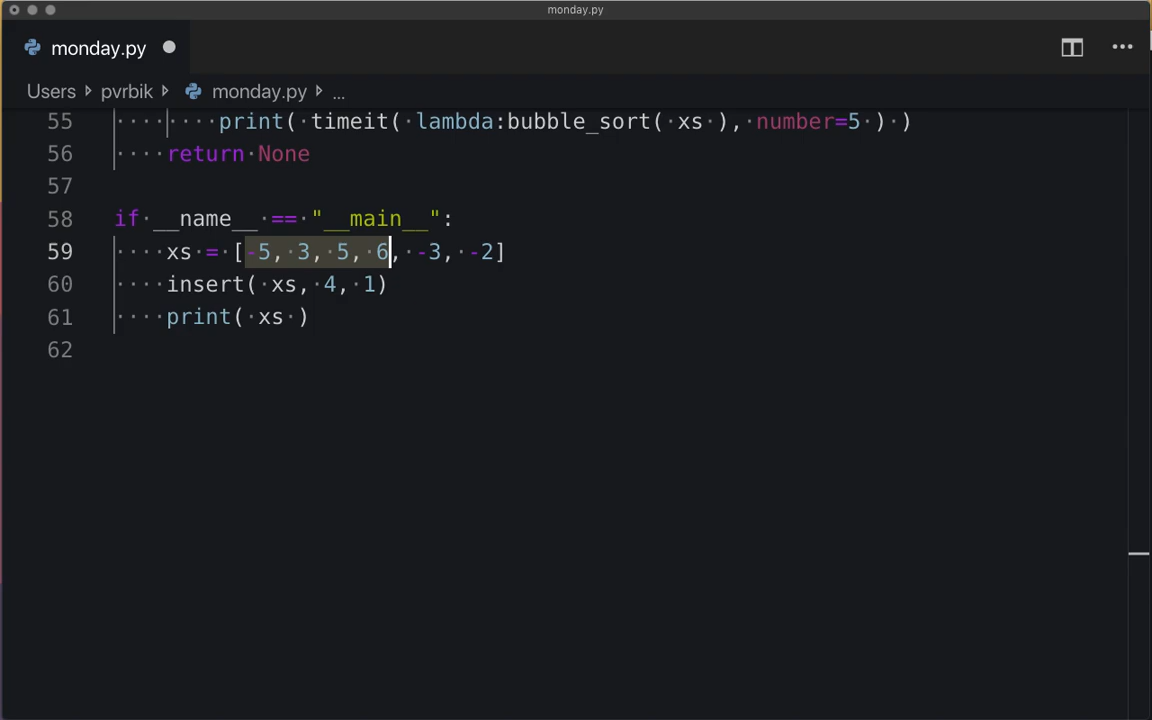 monday.py
monday.py
Users pvrbik monday.py ...
55 print( timeit( lambda:bubble_sort( xs ), number=5 ) )
56 return None
57
58 if __name__ == "__main__":
59 xs = [-5, 3, 5, 6, -3, -2]
60 insert( xs, 4, 1)
61 print( xs )
62